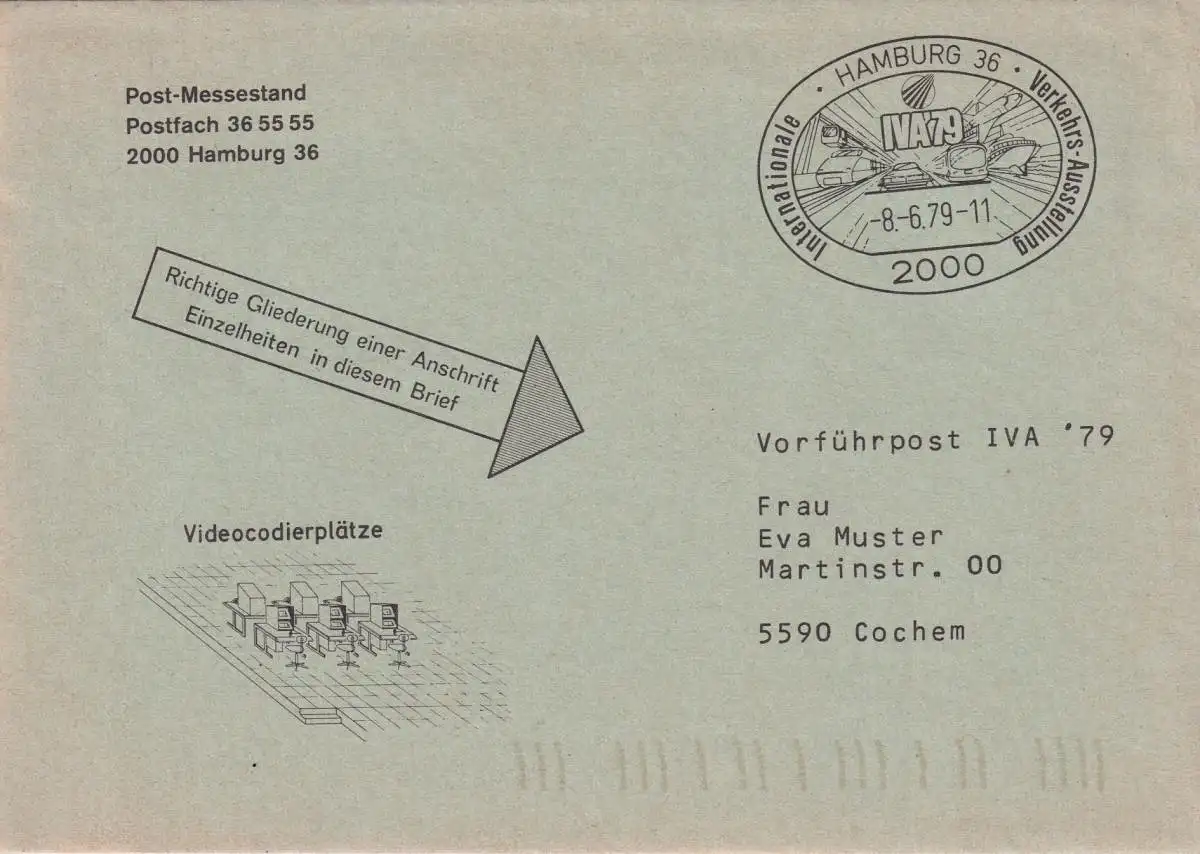 Post-Messestand
Postfach 36 55 55
2000 Hamburg 36
· HAMBURG 36 ·
Internationale Verkehrs-Ausstellung
IVA79
-8.-6.79-11
2000
Richtige Gliederung einer Anschrift
Einzelheiten in diesem Brief
Vorführpost IVA '79
Frau
Eva Muster
Martinstr. 00
5590 Cochem
Videocodierplätze